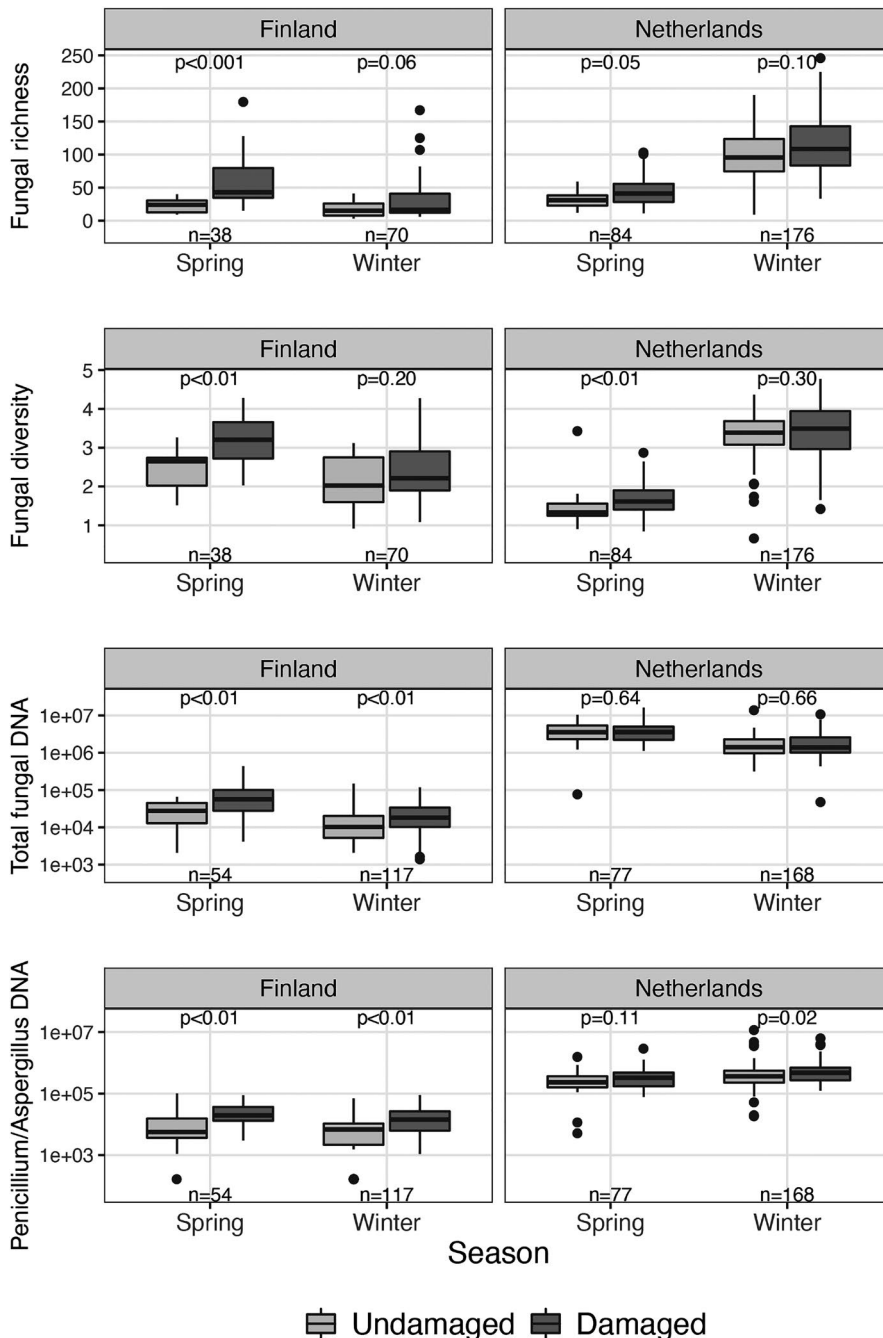 Finland Netherlands
Fungal richness
250
200
150
100
50
0
p<0.001 p=0.06 p=0.05 p=0.10
n=38 n=70 n=84 n=176
Spring Winter Spring Winter
Finland Netherlands
Fungal diversity
5
4
3
2
1
p<0.01 p=0.20 p<0.01 p=0.30
n=38 n=70 n=84 n=176
Spring Winter Spring Winter
Finland Netherlands
Total fungal DNA
1e+07
1e+06
1e+05
1e+04
1e+03
p<0.01 p<0.01 p=0.64 p=0.66
n=54 n=117 n=77 n=168
Spring Winter Spring Winter
Finland Netherlands
Penicillium/Aspergillus DNA
1e+07
1e+05
1e+03
p<0.01 p<0.01 p=0.11 p=0.02
n=54 n=117 n=77 n=168
Spring Winter Spring Winter
Season
Undamaged Damaged